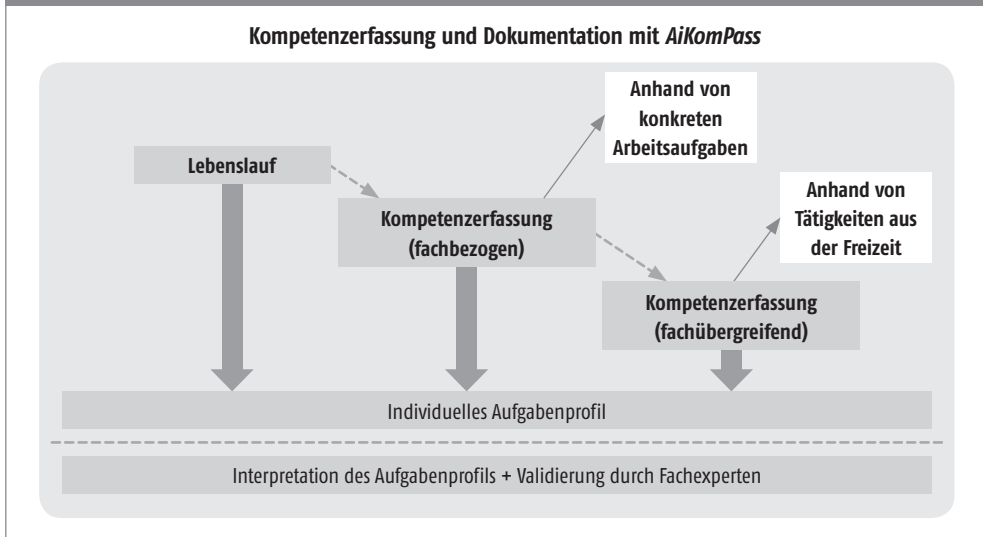 Kompetenzerfassung und Dokumentation mit AiKomPass
Anhand von
konkreten
Arbeitsaufgaben
Lebenslauf
Anhand von
Tätigkeiten aus
der Freizeit
Kompetenzerfassung
(fachbezogen)
Kompetenzerfassung
(fachübergreifend)
Individuelles Aufgabenprofil
Interpretation des Aufgabenprofils + Validierung durch Fachexperten